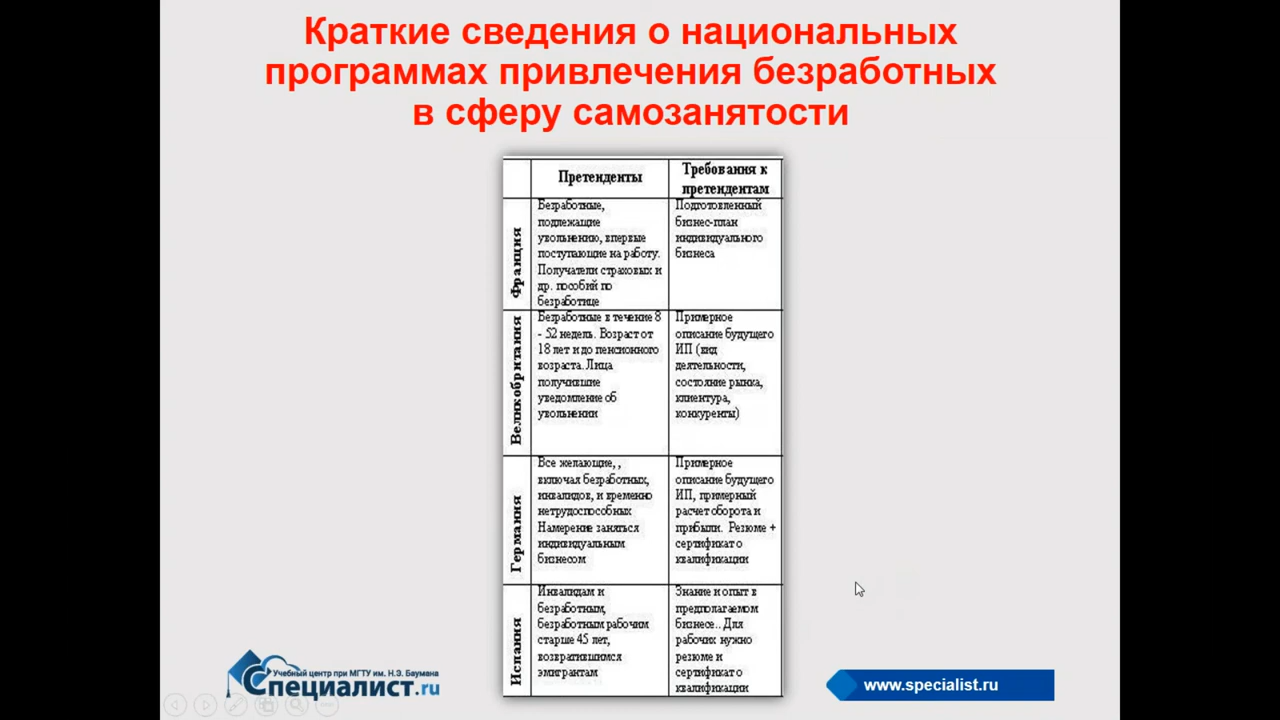 Краткие сведения о национальных
программах привлечения безработных
в сферу самозанятости
Претенденты
Требования к
претендентам
Франция
Безработные,
подлежащие
увольнению, впервые
поступающие на работу.
Получатели страховых и
др. пособий по
безработице
Подготовленный
бизнес-план
индивидуального
бизнеса
Великобритания
Безработные в течение 8
- 52 недель. Возраст от
18 лет и до пенсионного
возраста. Лица
получившие
уведомление об
увольнении
Примерное
описание будущего
ИП (вид
деятельности,
состояние рынка,
клиентура,
конкуренты)
Германия
Все желающие, ,
включая безработных,
инвалидов, и временно
нетрудоспособных
Намерение заняться
индивидуальным
бизнесом
Примерное
описание будущего
ИП, примерный
расчет оборота и
прибыли. Резюме +
сертификат о
квалификации
Испания
Инвалидам и
безработным,
безработным рабочим
старше 45 лет,
возвратившимся
эмигрантам
Знание и опыт в
предполагаемом
бизнесе.. Для
рабочих нужно
резюме и
сертификат о
квалификации
Учебный центр при МГТУ им. Н.Э. Баумана
Специалист.ru
www.specialist.ru